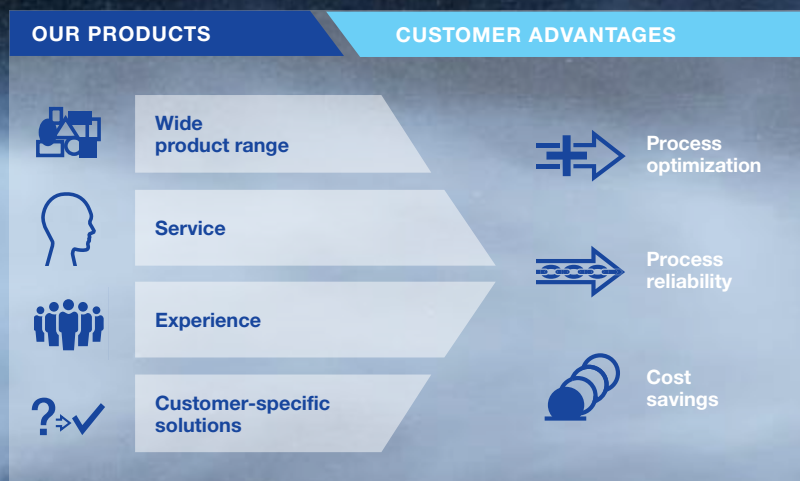 OUR PRODUCTS
CUSTOMER ADVANTAGES
Wide
product range
Service
Experience
Customer-specific
solutions
Process
optimization
Process
reliability
Cost
savings